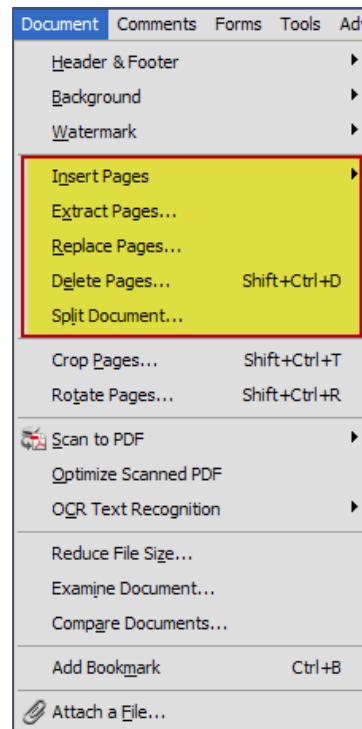 Document Comments Forms Tools Ad
Header & Footer
Background
Watermark
Insert Pages
Extract Pages...
Replace Pages...
Delete Pages... Shift+Ctrl+D
Split Document...
Crop Pages... Shift+Ctrl+T
Rotate Pages... Shift+Ctrl+R
Scan to PDF
Optimize Scanned PDF
OCR Text Recognition
Reduce File Size...
Examine Document...
Compare Documents...
Add Bookmark Ctrl+B
Attach a File...